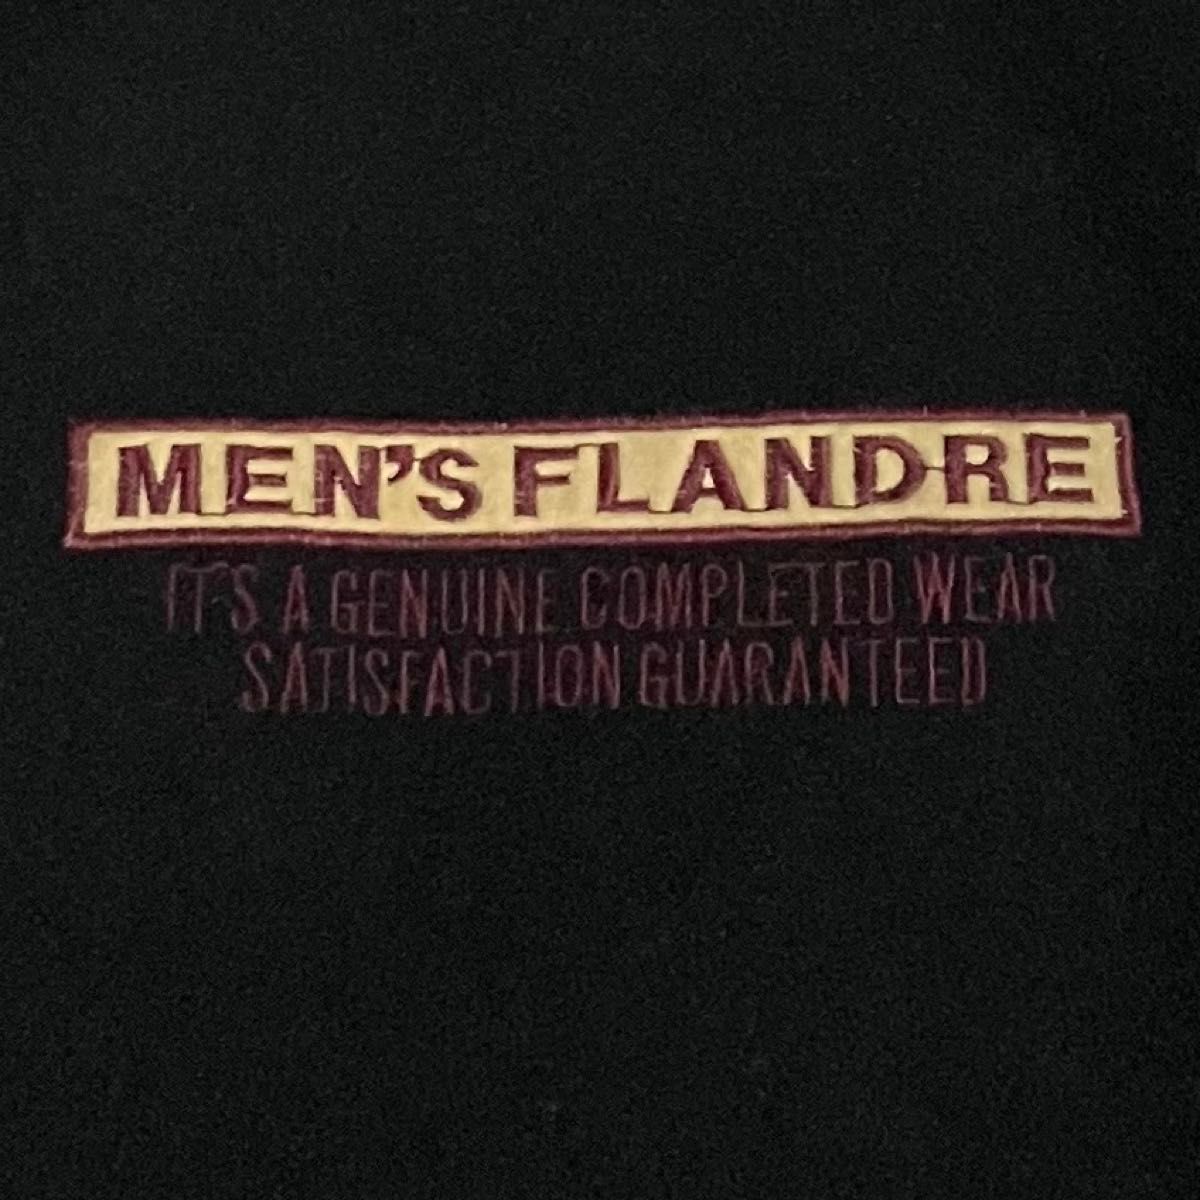 MEN'S FLANDRE
IT'S A GENUINE COMPLETED WEAR
SATISFACTION GUARANTEED